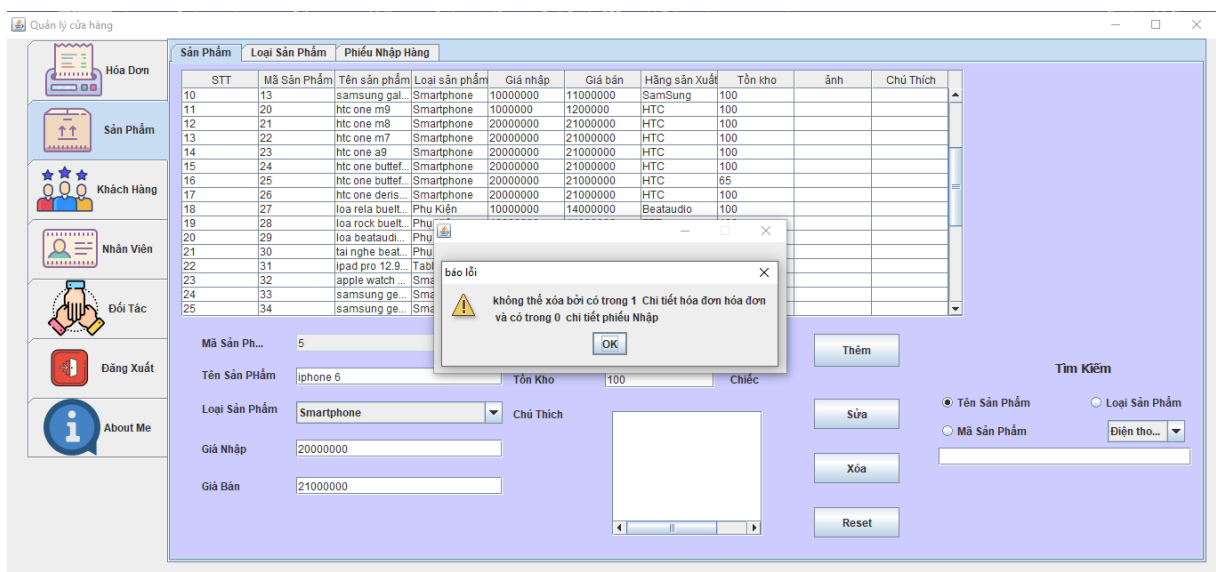 Quản lý cửa hàng
Hóa Dơn
Sản Phẩm
Khách Hàng
Nhân Viên
Đối Tác
Đăng Xuất
About Me
Sản Phẩm Loại Sản Phẩm Phiếu Nhập Hàng
STT Mã Sản Phẩm Tên sản phẩm Loại sản phẩm Giá nhập Giá bán Hãng sản Xuất Tồn kho ảnh Chú Thích
10 13 samsung gal... Smartphone 10000000 11000000 SamSung 100
11 20 htc one m9 Smartphone 1000000 1200000 HTC 100
12 21 htc one m8 Smartphone 20000000 21000000 HTC 100
13 22 htc one m7 Smartphone 20000000 21000000 HTC 100
14 23 htc one a9 Smartphone 20000000 21000000 HTC 100
15 24 htc one buttef... Smartphone 20000000 21000000 HTC 100
16 25 htc one buttef... Smartphone 20000000 21000000 HTC 65
17 26 htc one deris... Smartphone 20000000 21000000 HTC 100
18 27 loa rela buelt... Phụ Kiện 10000000 14000000 Beataudio 100
19 28 loa rock buelt... Phụ
20 29 loa beataudi... Phụ
21 30 tai nghe beat... Phụ
22 31 ipad pro 12.9... Tabl
23 32 apple watch ... Sma
24 33 samsung ge... Sma
25 34 samsung ge... Sma
báo lỗi
không thể xóa bởi có trong 1 Chi tiết hóa đơn hóa đơn
và có trong 0 chi tiết phiếu Nhập
OK
Mã Sản Ph... 5
Tên Sản PHẩm iphone 6
Loại Sản Phẩm Smartphone
Giá Nhập 20000000
Giá Bán 21000000
Tồn Kho 100 Chiếc
Chú Thích
Thêm
Sửa
Xóa
Reset
Tìm Kiếm
Tên Sản Phẩm Loại Sản Phẩm
Mã Sản Phẩm Điện tho...